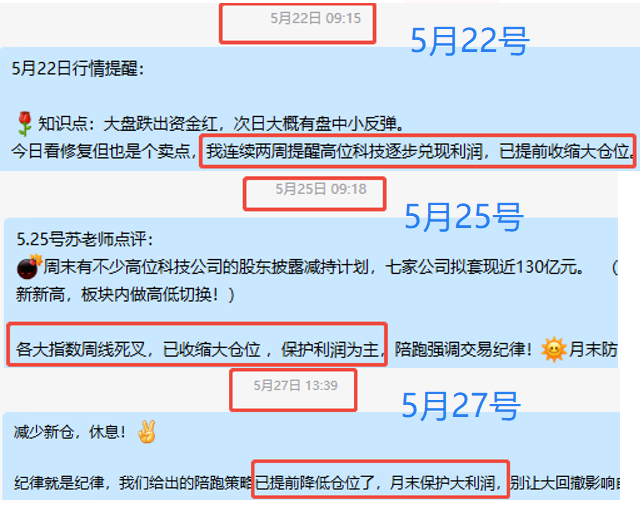 5月22日 09:15
5月22号
5月22日行情提醒：
知识点：大盘跌出资金红，次日大概有盘中小反弹。
今日看修复但也是个卖点，我连续两周提醒高位科技逐步兑现利润，已提前收缩大仓位。
5月25日 09:18
5月25号
5.25号苏老师点评：
周末有不少高位科技公司的股东披露减持计划，七家公司拟套现近130亿元。（
新新高，板块内做高低切换！）
各大指数周线死叉，已收缩大仓位，保护利润为主，陪跑强调交易纪律！月末防
5月27日 13:39
5月27号
减少新仓，休息！
纪律就是纪律，我们给出的陪跑策略已提前降低仓位了，月末保护大利润，别让大回撤影响